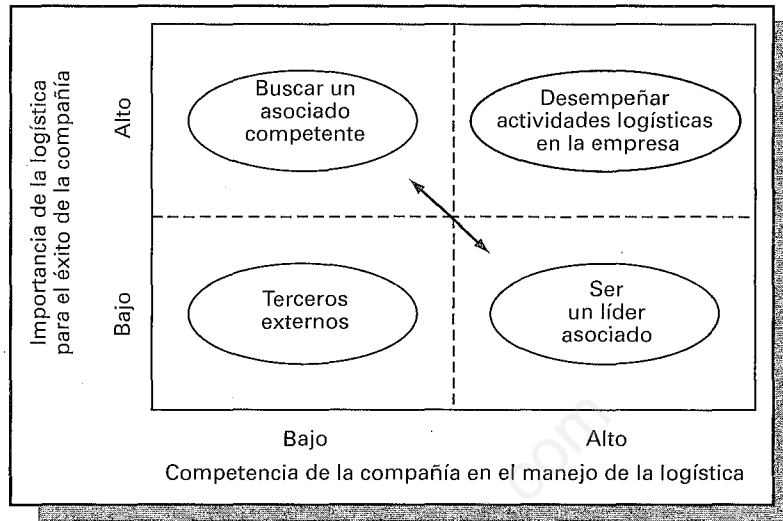 Importancia de la logística
para el éxito de la compañía
Alto
Bajo
Buscar un
asociado
competente
Desempeñar
actividades logísticas
en la empresa
Terceros
externos
Ser
un líder
asociado
Bajo
Alto
Competencia de la compañía en el manejo de la logística
com